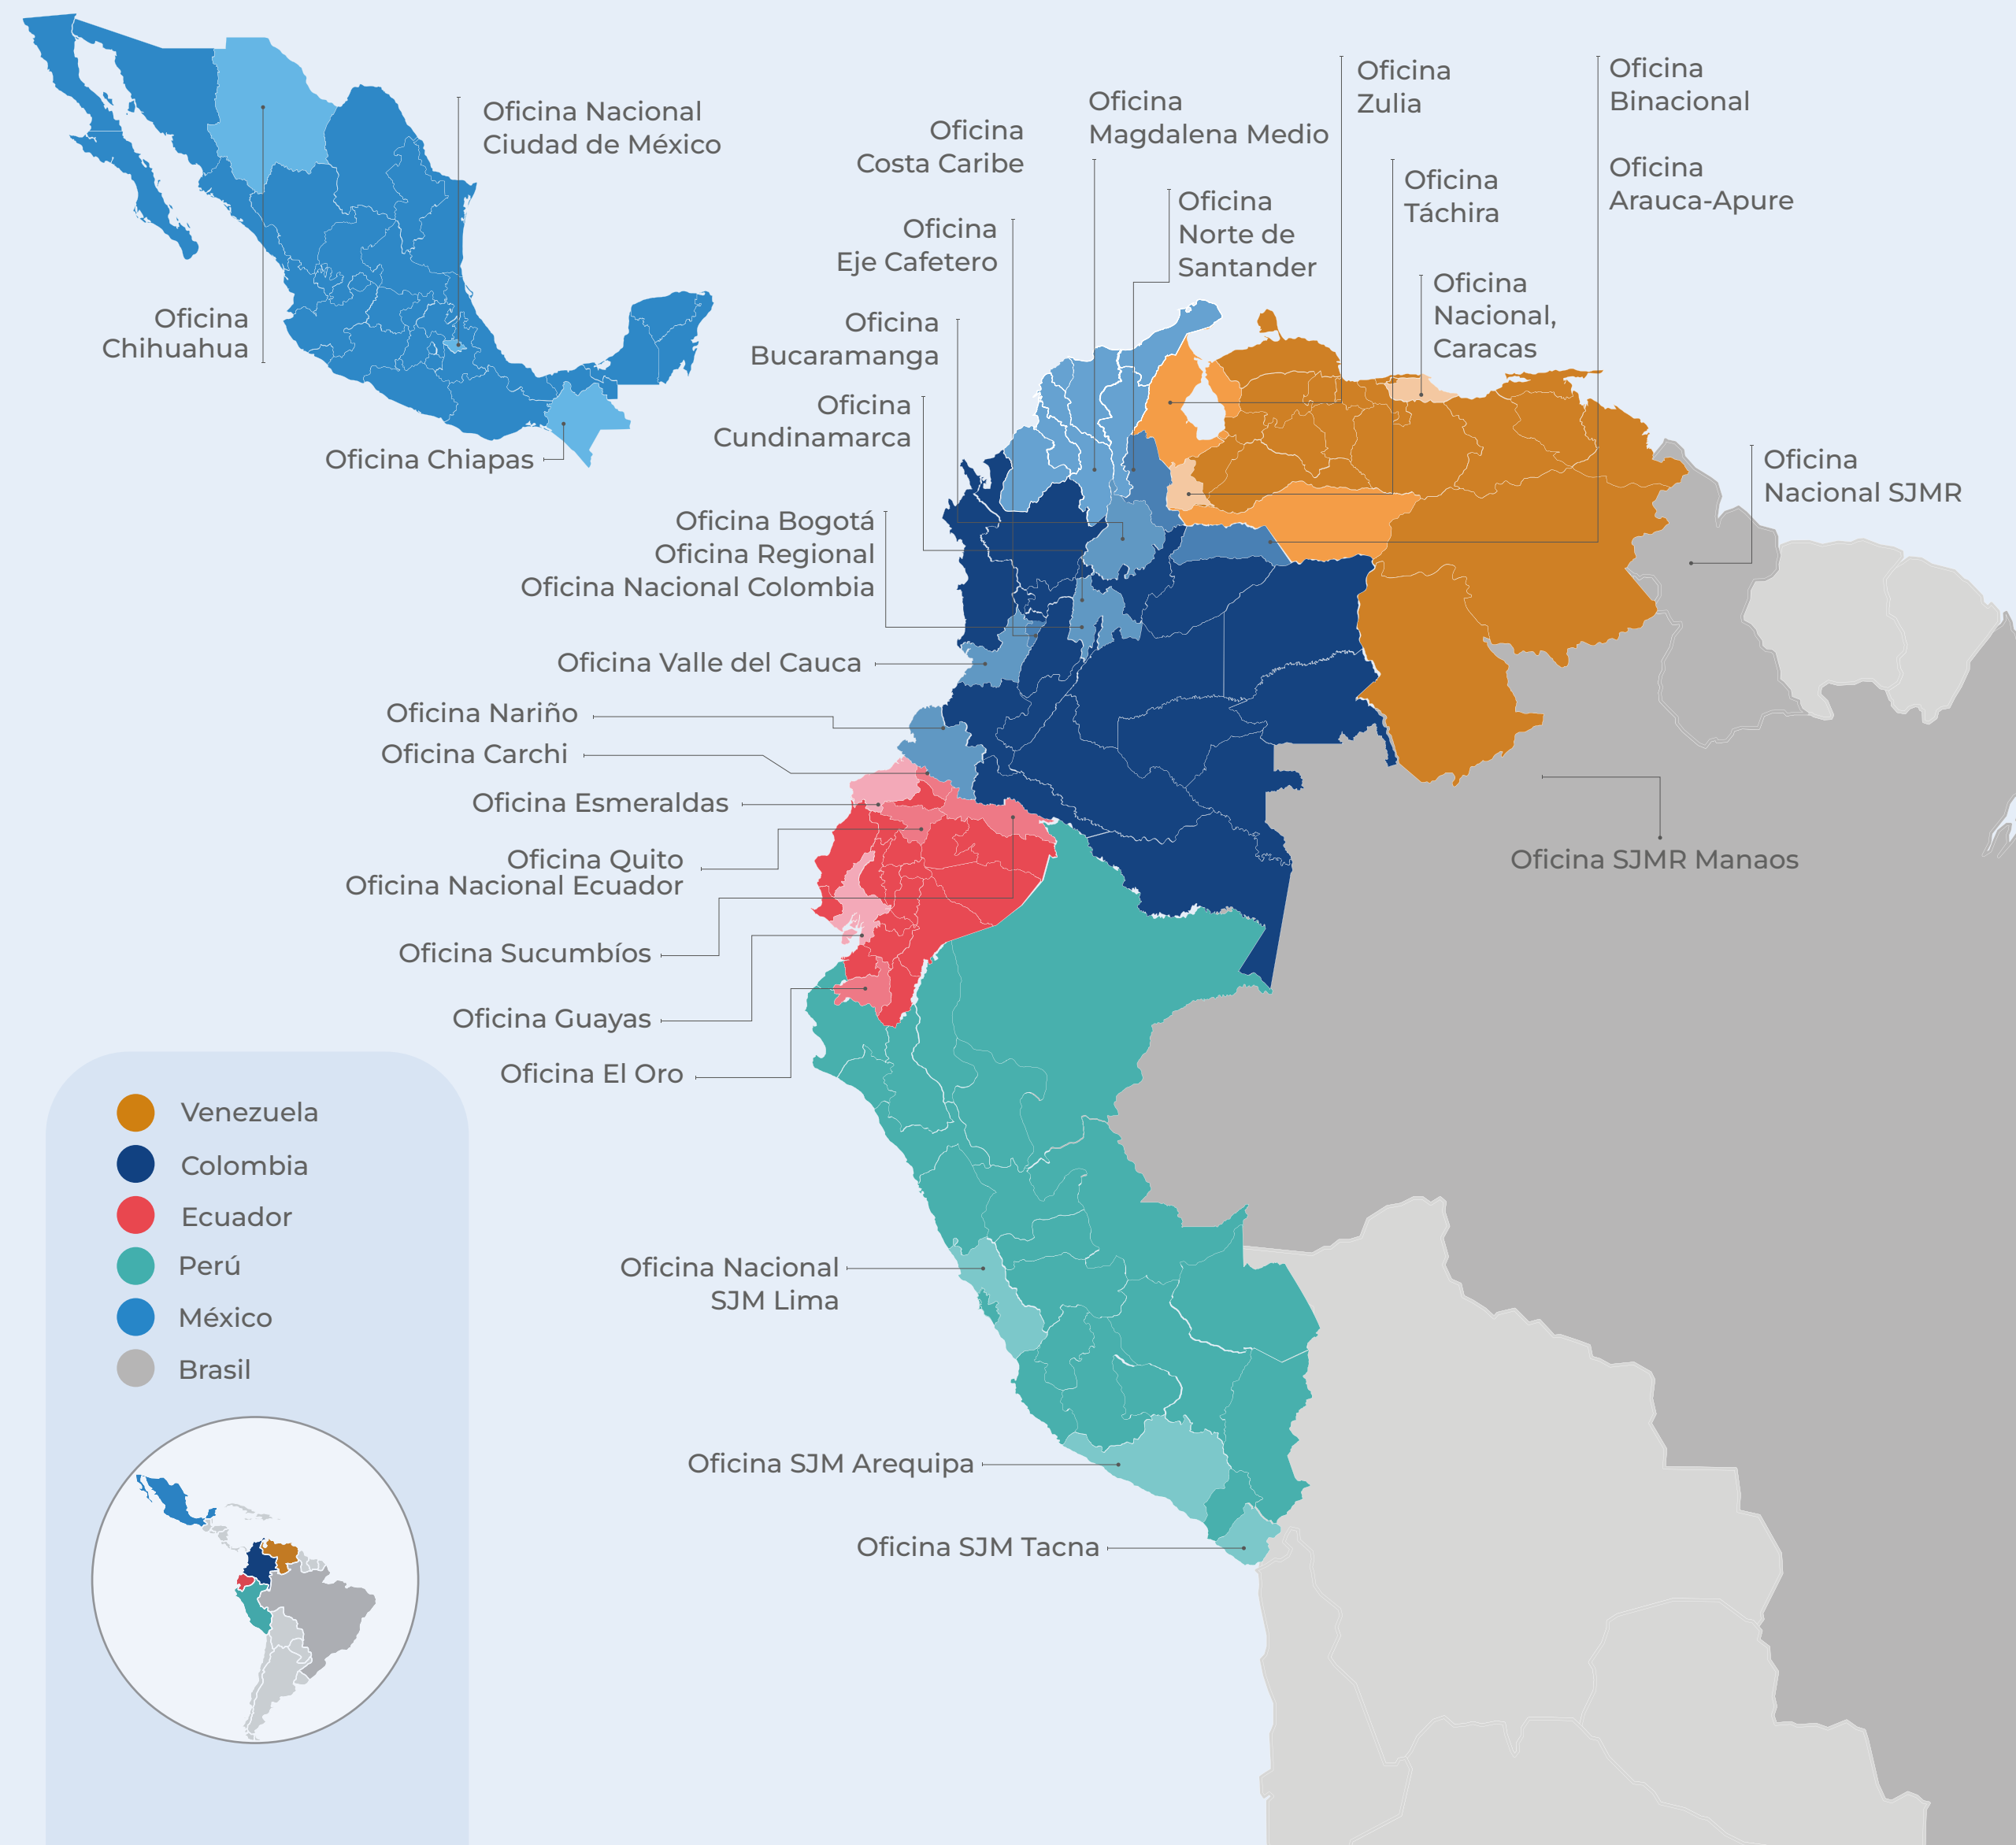 Oficina Nacional
Ciudad de México
Oficina
Chihuahua
Oficina Chiapas
Oficina
Costa Caribe
Oficina
Magdalena Medio
Oficina
Zulia
Oficina
Binacional
Oficina
Arauca-Apure
Oficina
Táchira
Oficina
Norte de
Santander
Oficina
Eje Cafetero
Oficina
Nacional,
Caracas
Oficina
Bucaramanga
Oficina
Cundinamarca
Oficina
Nacional SJMR
Oficina Bogotá
Oficina Regional
Oficina Nacional Colombia
Oficina Valle del Cauca
Oficina Nariño
Oficina Carchi
Oficina Esmeraldas
Oficina Quito
Oficina Nacional Ecuador
Oficina SJMR Manaos
Oficina Sucumbíos
Oficina Guayas
Oficina El Oro
Oficina Nacional
SJM Lima
Oficina SJM Arequipa
Oficina SJM Tacna
Venezuela
Colombia
Ecuador
Perú
México
Brasil